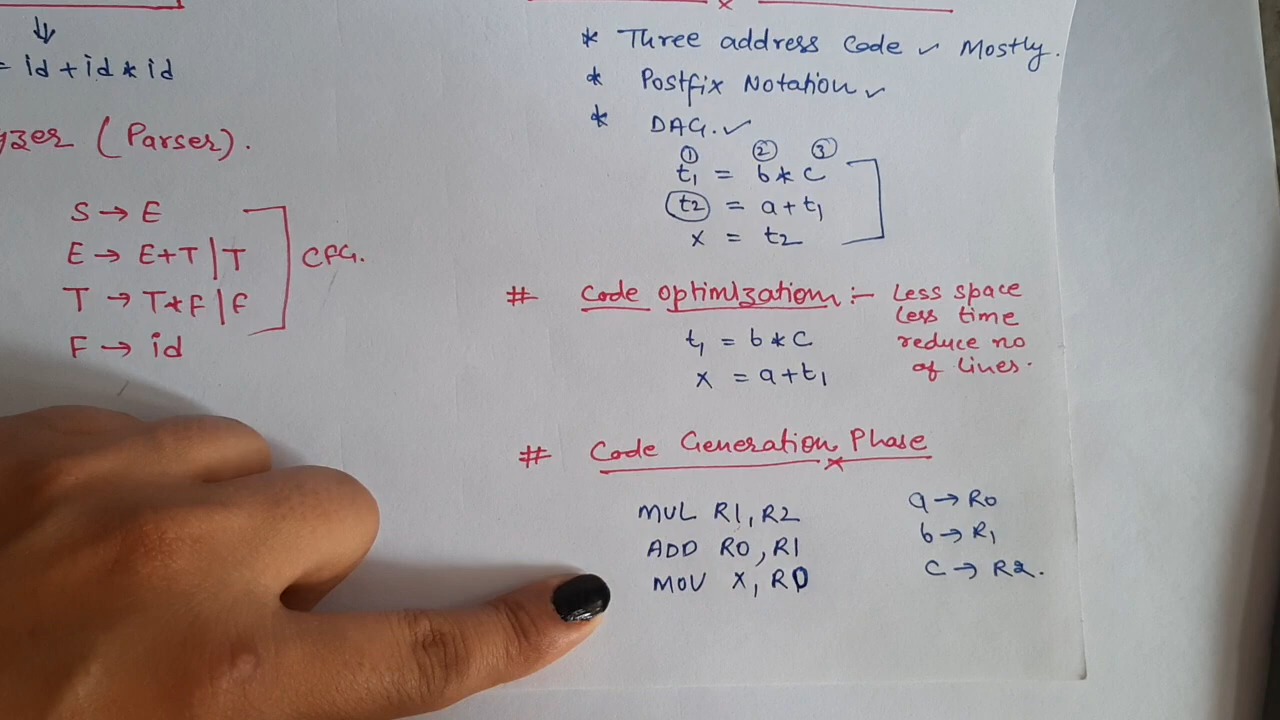 = id + id * id
yzer (Parser).
S → E
E → E+T | T
T → T*F | F
F → id
CFG.
* Three address Code ✓ Mostly.
* Postfix Notation ✓
* DAG. ✓
① ② ③
t1 = b * c
t2 = a + t1
x = t2
# Code optimization :- Less space
Less time
reduce no
of lines.
t1 = b * c
x = a + t1
# Code Generation Phase
MUL R1, R2
ADD R0, R1
MOV X, R0
a → R0
b → R1
c → R2.